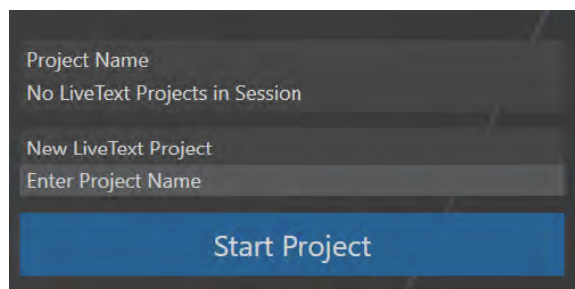 Project Name
No LiveText Projects in Session
New LiveText Project
Enter Project Name
Start Project